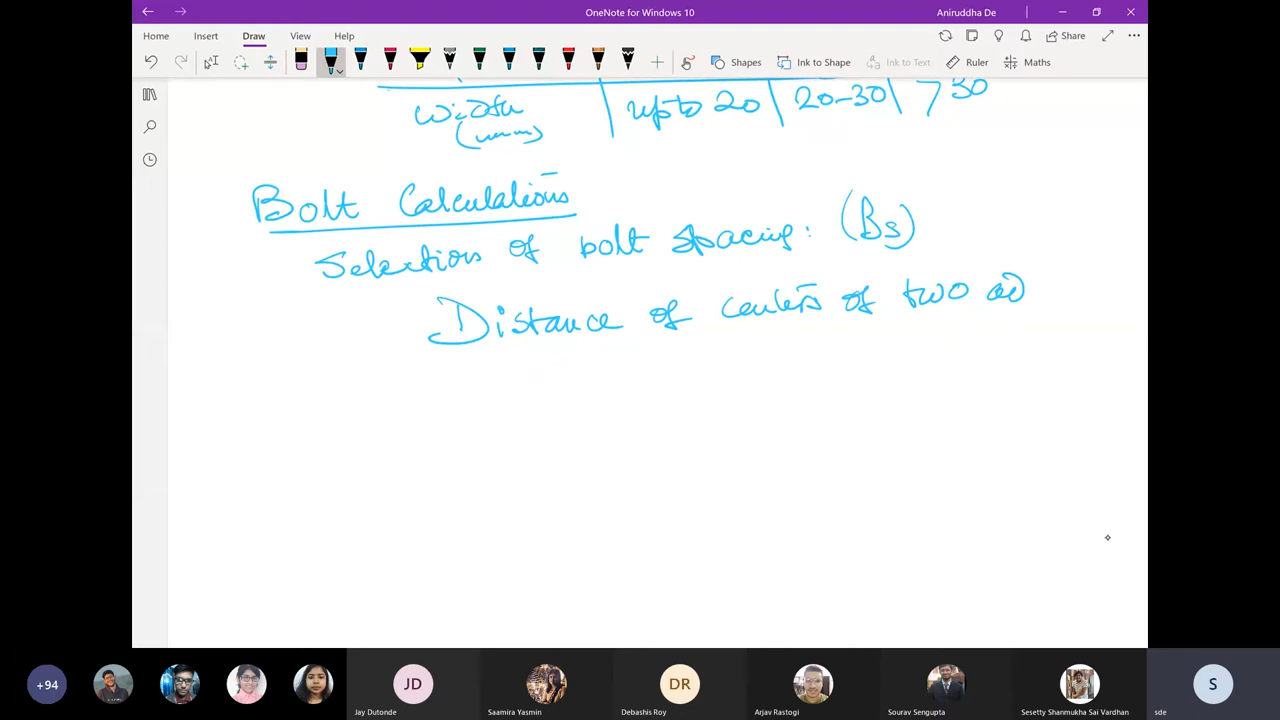 OneNote for Windows 10
Aniruddha De
Home Insert Draw View Help
Share
Shapes Ink to Shape Ink to Text Ruler Maths
Width upto 20 20-30 > 30
(mm)
Bolt Calculations
Selection of bolt spacing: (Bs)
Distance of centers of two ad
+94
JD
DR
S
Jay Dutonde Saamira Yasmin Debashis Roy Arjav Rastogi Sourav Sengupta Sesetty Shanmukha Sai Vardhan sde